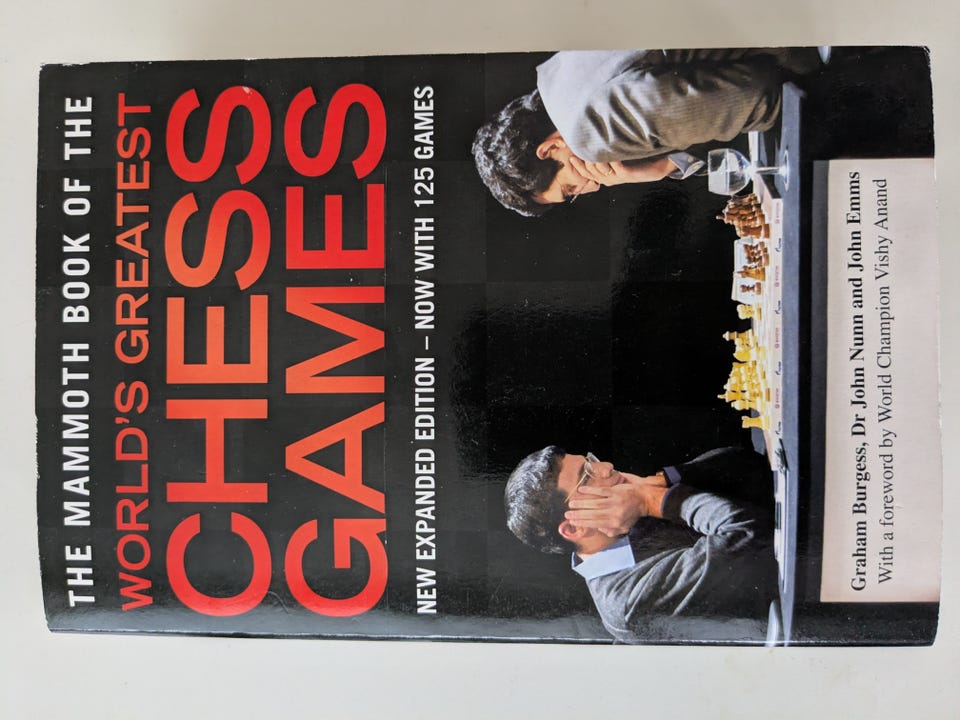 THE MAMMOTH BOOK OF THE
WORLD'S GREATEST
CHESS
GAMES
NEW EXPANDED EDITION – NOW WITH 125 GAMES
Graham Burgess, Dr John Nunn and John Emms
With a foreword by World Champion Vishy Anand